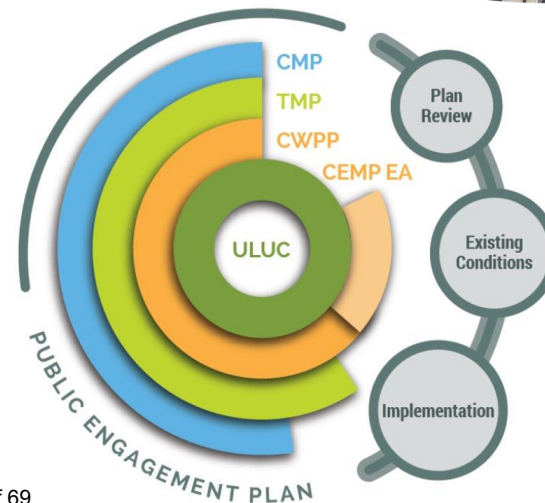 CMP
TMP
CWPP
CEMP EA
ULUC
Plan
Review
Existing
Conditions
Implementation
PUBLIC ENGAGEMENT PLAN
69